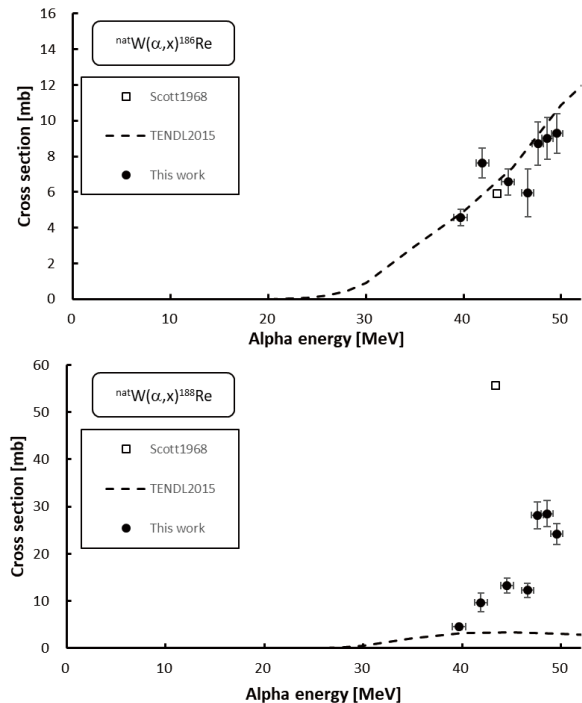 16
14
12
10
8
6
4
2
0
Cross section [mb]
natW(α,x)186Re
Scott1968
TENDL2015
This work
0 10 20 30 40 50
Alpha energy [MeV]
60
50
40
30
20
10
0
Cross section [mb]
natW(α,x)188Re
Scott1968
TENDL2015
This work
0 10 20 30 40 50
Alpha energy [MeV]